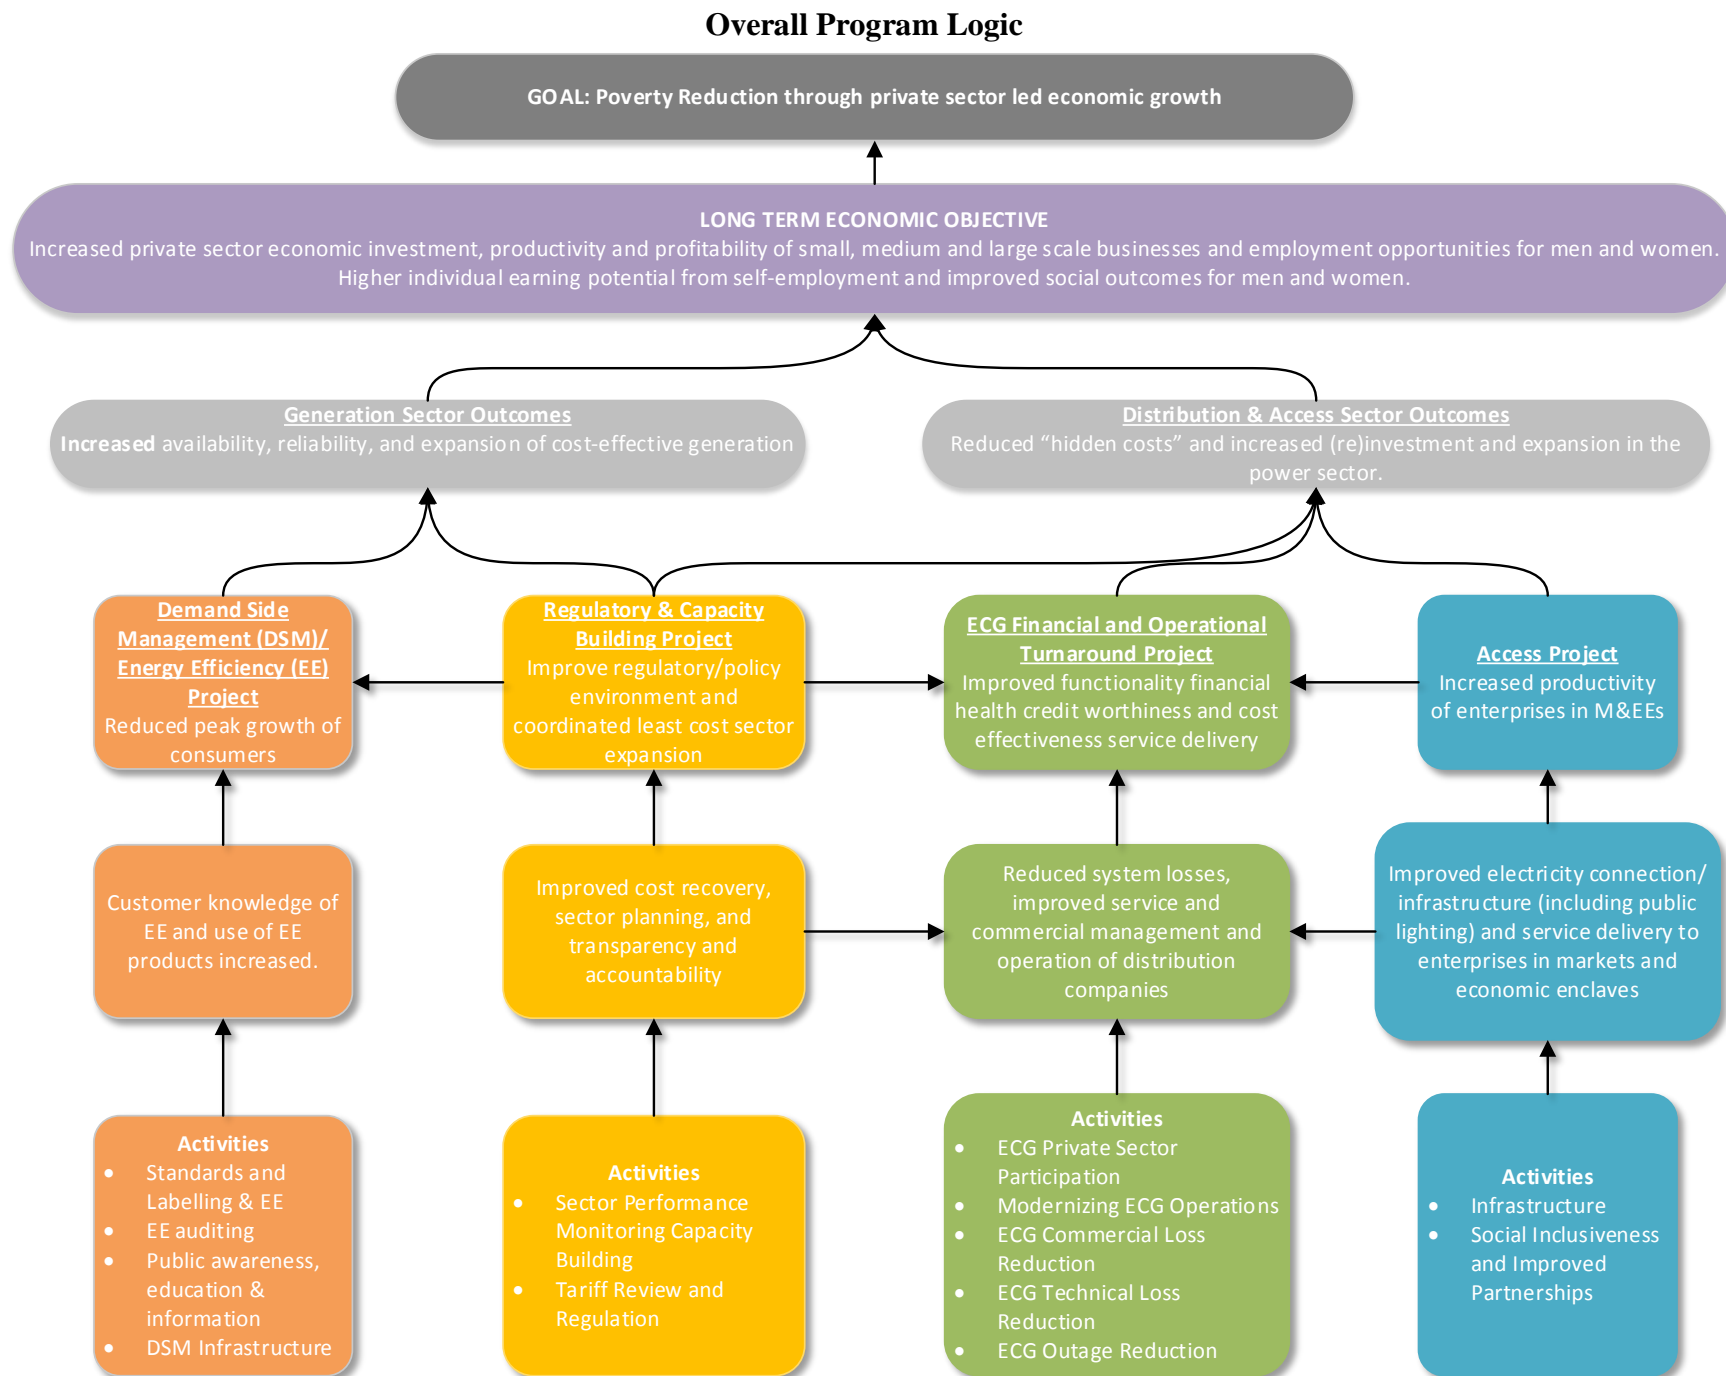 Overall Program Logic
GOAL: Poverty Reduction through private sector led economic growth
LONG TERM ECONOMIC OBJECTIVE
Increased private sector economic investment, productivity and profitability of small, medium and large scale businesses and employment opportunities for men and women.
Higher individual earning potential from self-employment and improved social outcomes for men and women.
Generation Sector Outcomes
Increased availability, reliability, and expansion of cost-effective generation
Distribution & Access Sector Outcomes
Reduced “hidden costs” and increased (re)investment and expansion in the
power sector.
Demand Side
Management (DSM)/
Energy Efficiency (EE)
Project
Reduced peak growth of
consumers
Regulatory & Capacity
Building Project
Improve regulatory/policy
environment and
coordinated least cost sector
expansion
ECG Financial and Operational
Turnaround Project
Improved functionality financial
health credit worthiness and cost
effectiveness service delivery
Access Project
Increased productivity
of enterprises in M&EEs
Customer knowledge of
EE and use of EE
products increased.
Improved cost recovery,
sector planning, and
transparency and
accountability
Reduced system losses,
improved service and
commercial management and
operation of distribution
companies
Improved electricity connection/
infrastructure (including public
lighting) and service delivery to
enterprises in markets and
economic enclaves
Activities
• Standards and
Labelling & EE
• EE auditing
• Public awareness,
education &
information
• DSM Infrastructure
Activities
• Sector Performance
Monitoring Capacity
Building
• Tariff Review and
Regulation
Activities
• ECG Private Sector
Participation
• Modernizing ECG Operations
• ECG Commercial Loss
Reduction
• ECG Technical Loss
Reduction
• ECG Outage Reduction
Activities
• Infrastructure
• Social Inclusiveness
and Improved
Partnerships